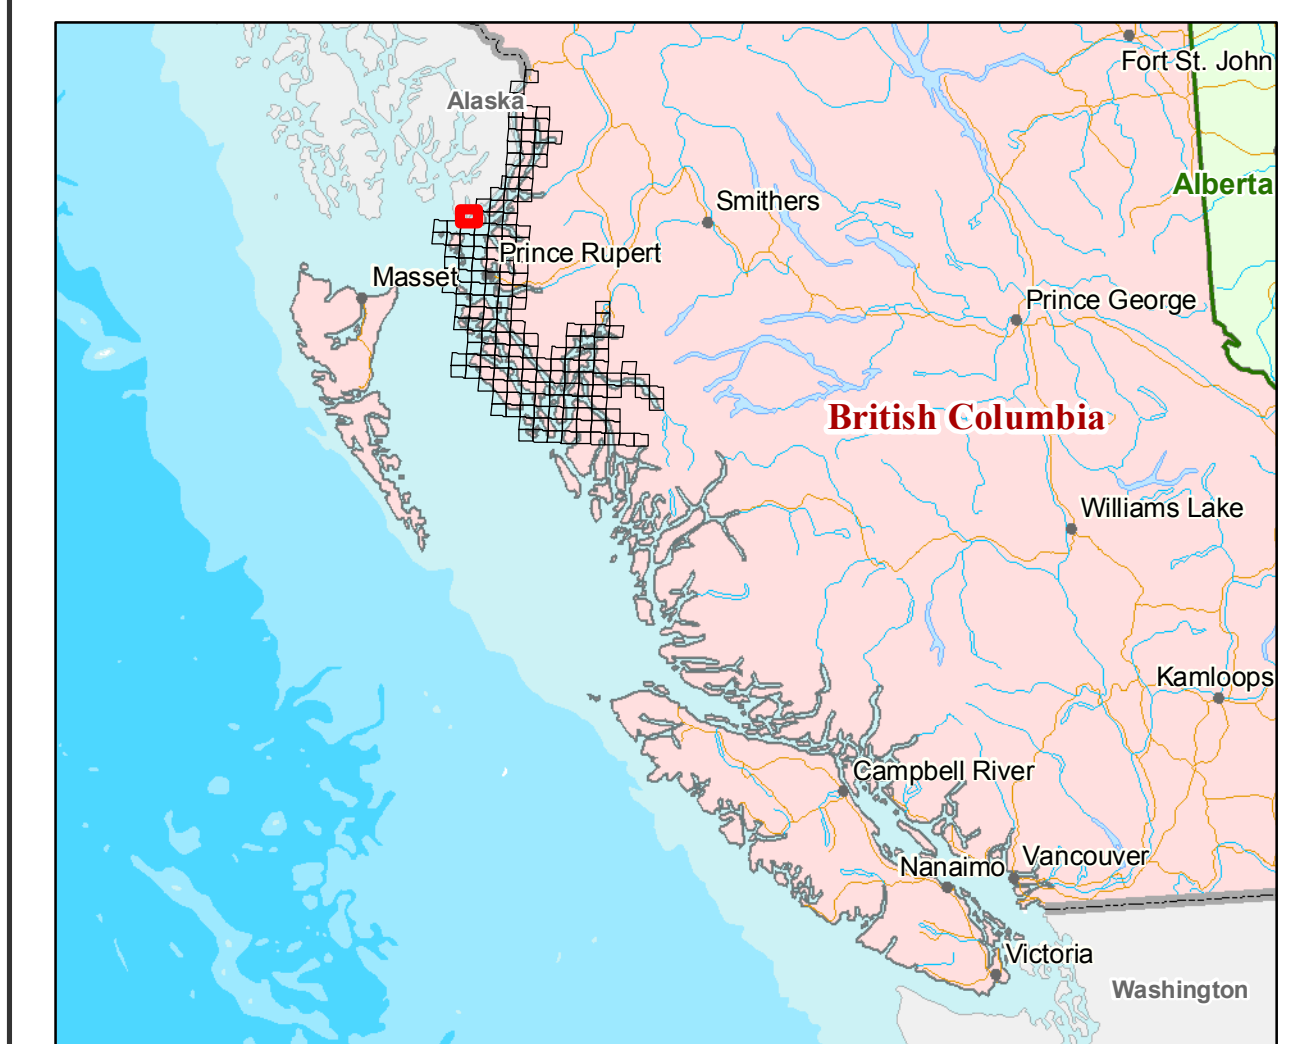 Fort St. John
Alaska
Alberta
Smithers
Prince Rupert
Masset
Prince George
British Columbia
Williams Lake
Kamloops
Campbell River
Vancouver
Nanaimo
Victoria
Washington